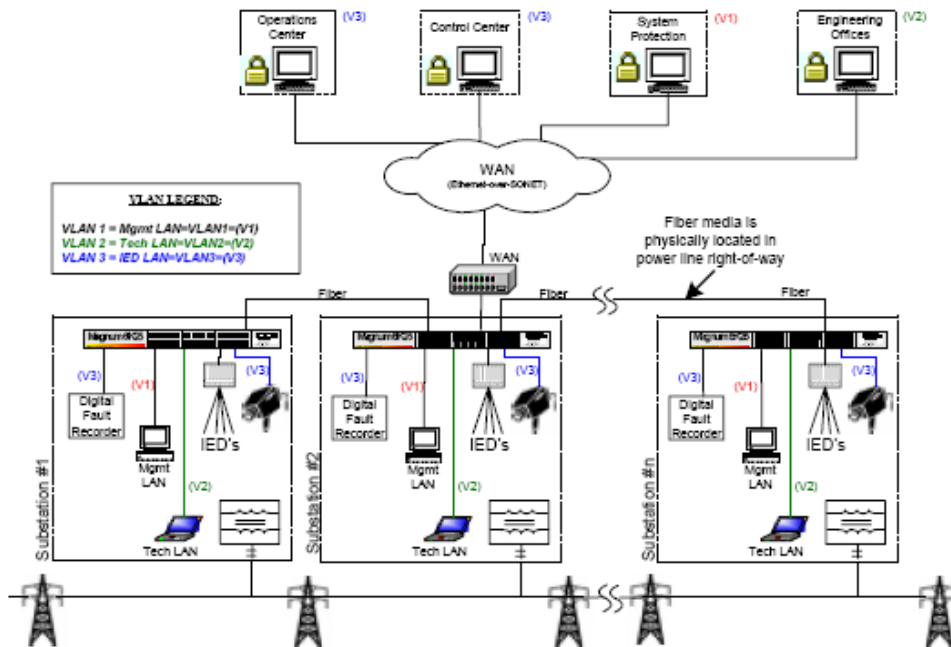 Operations
Center
(V3)
Control Center
(V3)
System
Protection
(V1)
Engineering
Offices
(V2)
WAN
(Ethernet-over-SONET)
VLAN LEGEND:
VLAN 1 = Mgmt LAN=VLAN1=(V1)
VLAN 2 = Tech LAN=VLAN2=(V2)
VLAN 3 = IED LAN=VLAN3=(V3)
Fiber media is
physically located in
power line right-of-way
WAN
Fiber
Fiber
Fiber
Substation #1
(V3)
(V1)
(V3)
Digital
Fault
Recorder
Mgmt
LAN
IED's
(V2)
Tech LAN
Substation #2
(V3)
(V1)
(V3)
Digital
Fault
Recorder
Mgmt
LAN
IED's
(V2)
Tech LAN
Substation #n
(V3)
(V1)
(V3)
Digital
Fault
Recorder
Mgmt
LAN
IED's
(V2)
Tech LAN